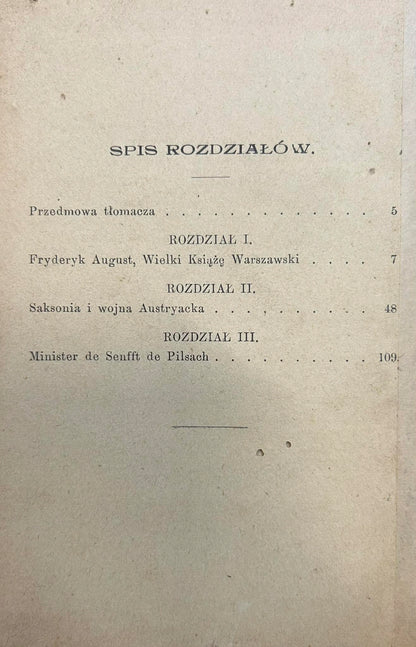 SPIS ROZDZIAŁÓW.
Przedmowa tłomacza . . . . . . . . . . . . . . 5
ROZDZIAŁ I.
Fryderyk August, Wielki Książę Warszawski . . . . 7
ROZDZIAŁ II.
Saksonia i wojna Austryacka . . . . . . . . . . 48
ROZDZIAŁ III.
Minister de Senfft de Pilsach . . . . . . . . . . 109